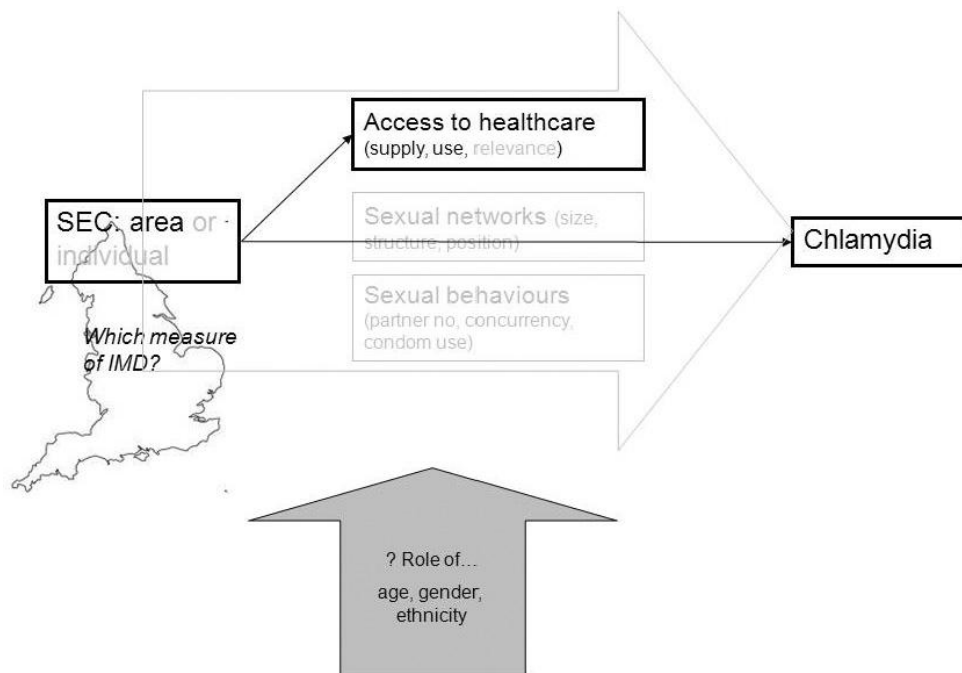 Access to healthcare
(supply, use, relevance)
SEC: area or
individual
Sexual networks (size,
structure, position)
Chlamydia
Sexual behaviours
(partner no, concurrency,
condom use)
Which measure
of IMD?
? Role of...
age, gender,
ethnicity